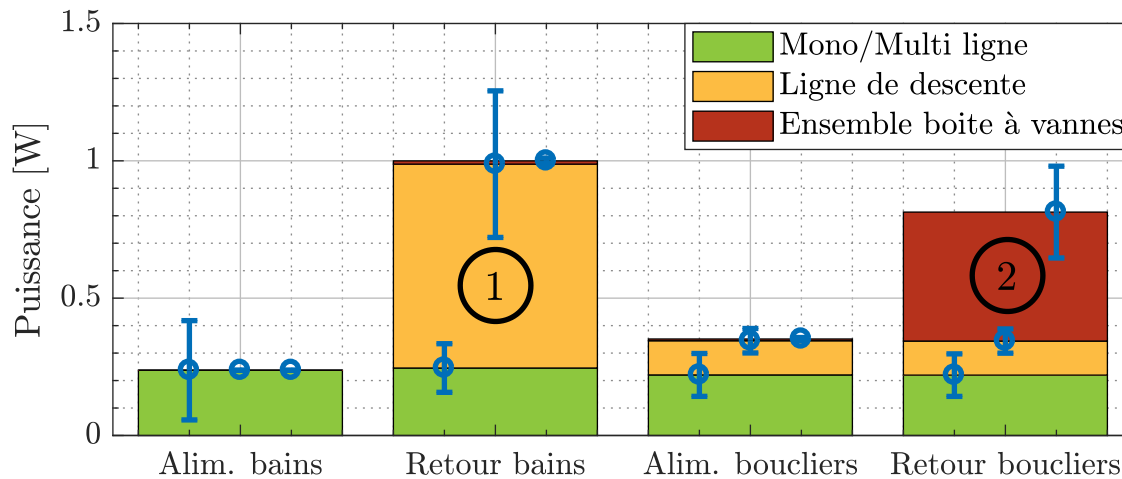 1.5
1
0.5
0
Puissance [W]
Mono/Multi ligne
Ligne de descente
Ensemble boite à vannes
1
2
Alim. bains
Retour bains
Alim. boucliers
Retour boucliers